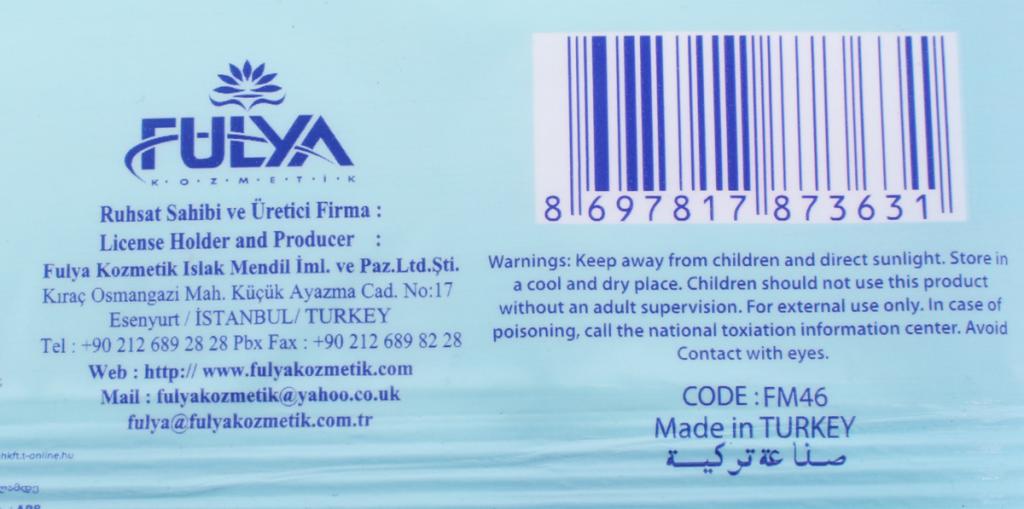 FULYA
K·O·Z·M·E·T·İ·K
Ruhsat Sahibi ve Üretici Firma :
License Holder and Producer :
Fulya Kozmetik Islak Mendil İml. ve Paz.Ltd.Şti.
Kıraç Osmangazi Mah. Küçük Ayazma Cad. No:17
Esenyurt / İSTANBUL/ TURKEY
Tel : +90 212 689 28 28 Pbx Fax : +90 212 689 82 28
Web : http:// www.fulyakozmetik.com
Mail : fulyakozmetik@yahoo.co.uk
fulya@fulyakozmetik.com.tr
hkft.t-online.hu
8 697817 873631
Warnings: Keep away from children and direct sunlight. Store in
a cool and dry place. Children should not use this product
without an adult supervision. For external use only. In case of
poisoning, call the national toxiation information center. Avoid
Contact with eyes.
CODE : FM46
Made in TURKEY
صناعة تركية